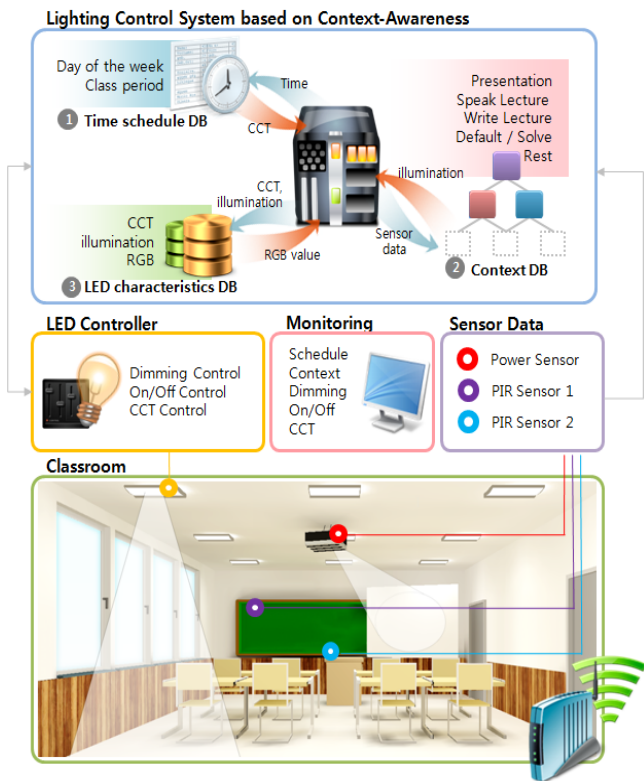 Lighting Control System based on Context-Awareness
Day of the week
Class period
1 Time schedule DB
Time
CCT
Presentation
Speak Lecture
Write Lecture
Default / Solve
Rest
illumination
Sensor
data
2 Context DB
CCT,
illumination
RGB value
CCT
illumination
RGB
3 LED characteristics DB
LED Controller
Dimming Control
On/Off Control
CCT Control
Monitoring
Schedule
Context
Dimming
On/Off
CCT
Sensor Data
Power Sensor
PIR Sensor 1
PIR Sensor 2
Classroom